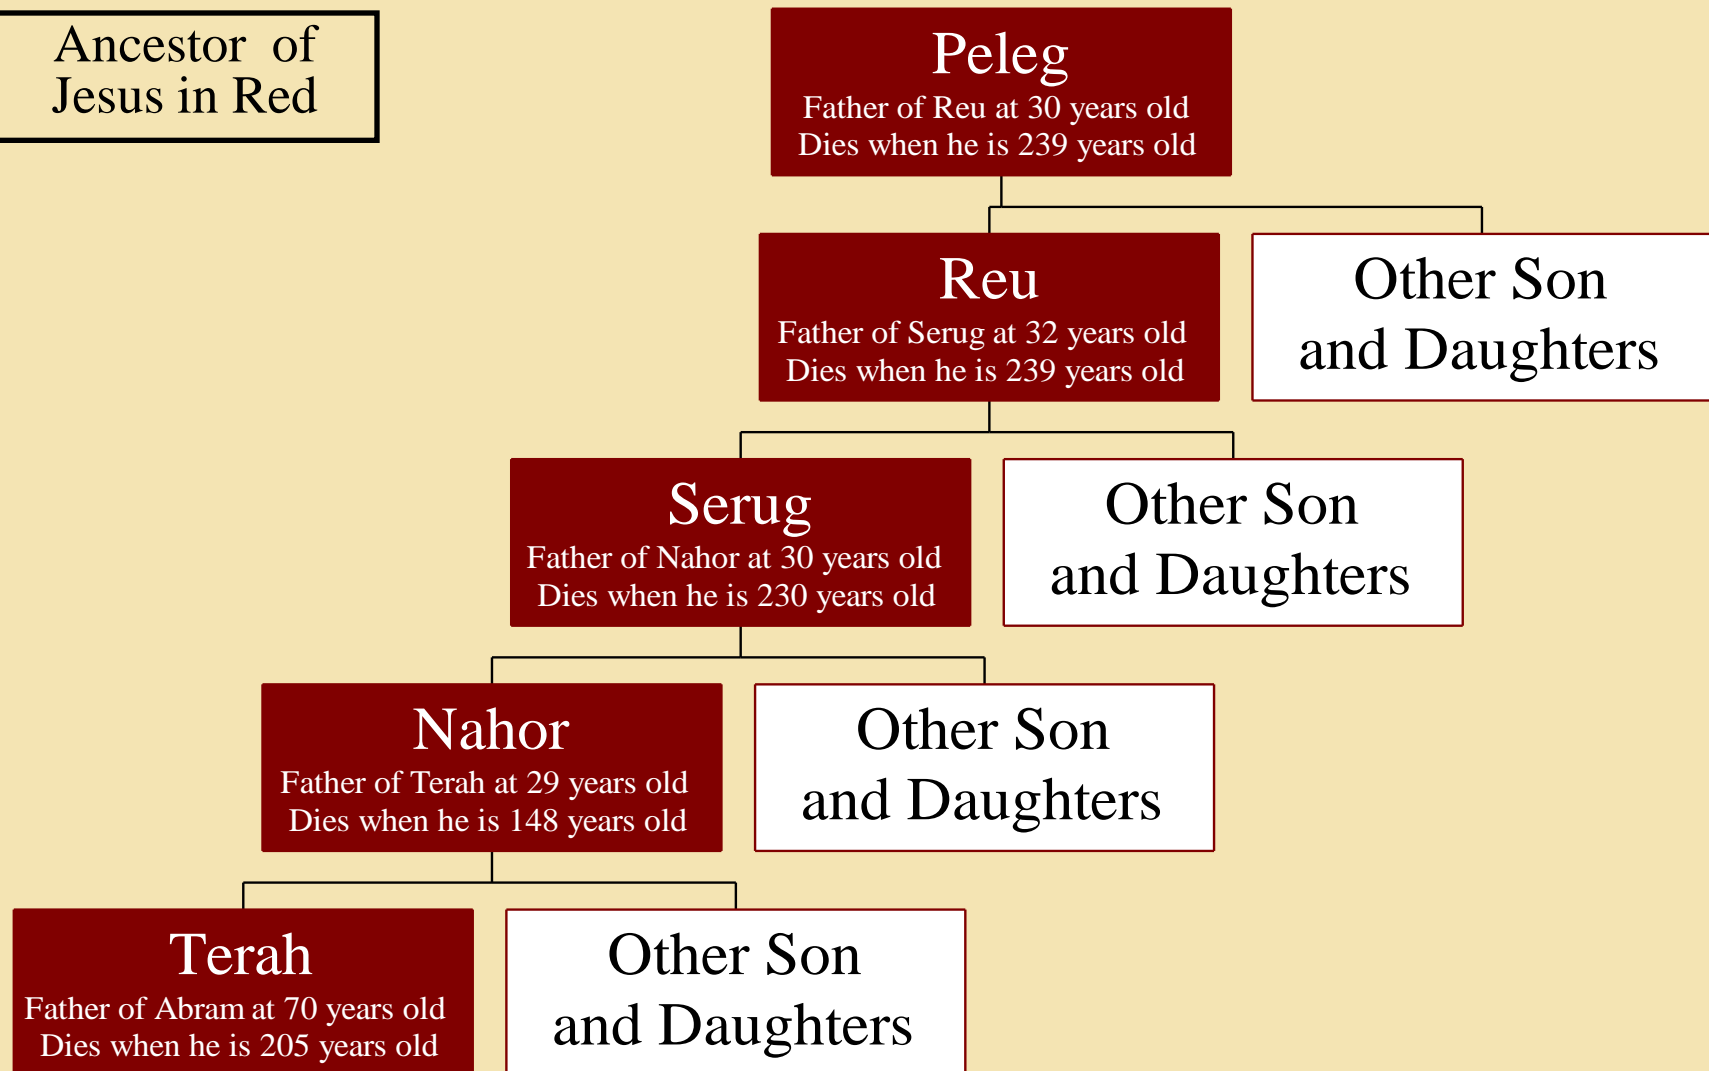 Ancestor of
Jesus in Red
Peleg
Father of Reu at 30 years old
Dies when he is 239 years old
Reu
Father of Serug at 32 years old
Dies when he is 239 years old
Other Son
and Daughters
Serug
Father of Nahor at 30 years old
Dies when he is 230 years old
Other Son
and Daughters
Nahor
Father of Terah at 29 years old
Dies when he is 148 years old
Other Son
and Daughters
Terah
Father of Abram at 70 years old
Dies when he is 205 years old
Other Son
and Daughters